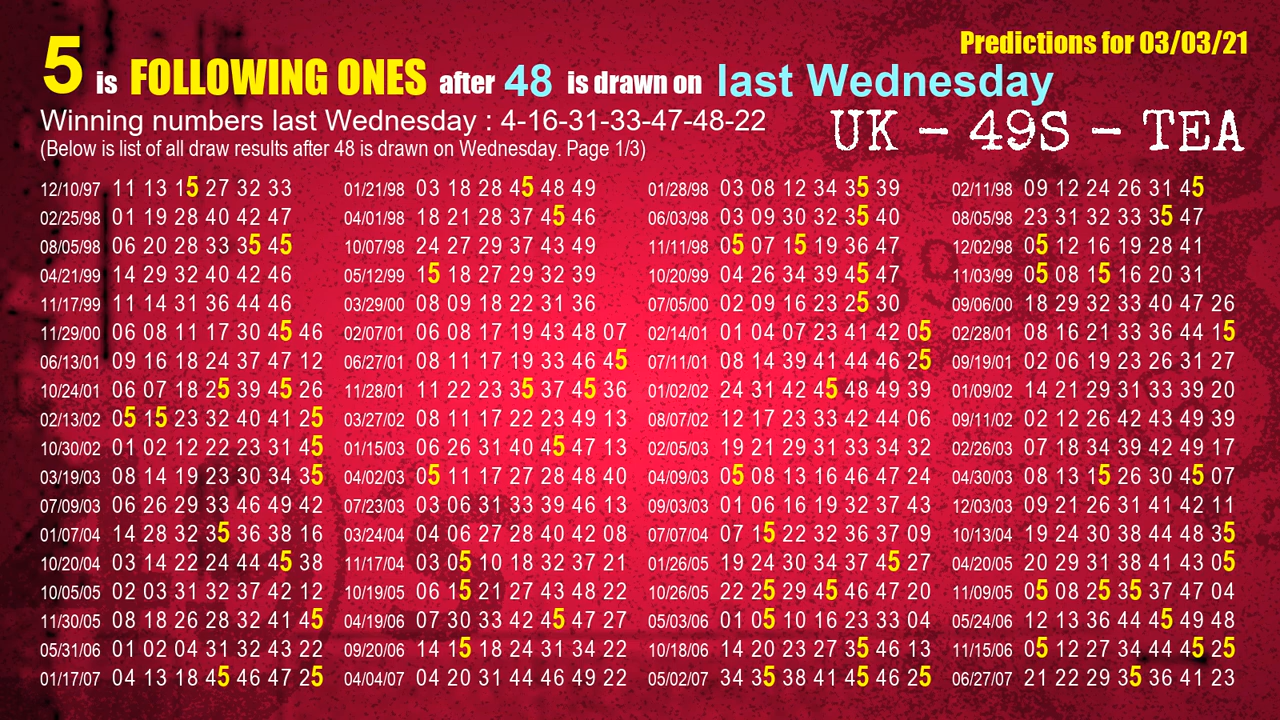 Predictions for 03/03/21
5 is FOLLOWING ONES after 48 is drawn on last Wednesday
Winning numbers last Wednesday : 4-16-31-33-47-48-22
UK - 49S - TEA
(Below is list of all draw results after 48 is drawn on Wednesday. Page 1/3)
12/10/97 11 13 15 27 32 33 01/21/98 03 18 28 45 48 49 01/28/98 03 08 12 34 35 39 02/11/98 09 12 24 26 31 45
02/25/98 01 19 28 40 42 47 04/01/98 18 21 28 37 45 46 06/03/98 03 09 30 32 35 40 08/05/98 23 31 32 33 35 47
08/05/98 06 20 28 33 35 45 10/07/98 24 27 29 37 43 49 11/11/98 05 07 15 19 36 47 12/02/98 05 12 16 19 28 41
04/21/99 14 29 32 40 42 46 05/12/99 15 18 27 29 32 39 10/20/99 04 26 34 39 45 47 11/03/99 05 08 15 16 20 31
11/17/99 11 14 31 36 44 46 03/29/00 08 09 18 22 31 36 07/05/00 02 09 16 23 25 30 09/06/00 18 29 32 33 40 47 26
11/29/00 06 08 11 17 30 45 46 02/07/01 06 08 17 19 43 48 07 02/14/01 01 04 07 23 41 42 05 02/28/01 08 16 21 33 36 44 15
06/13/01 09 16 18 24 37 47 12 06/27/01 08 11 17 19 33 46 45 07/11/01 08 14 39 41 44 46 25 09/19/01 02 06 19 23 26 31 27
10/24/01 06 07 18 25 39 45 26 11/28/01 11 22 23 35 37 45 36 01/02/02 24 31 42 45 48 49 39 01/09/02 14 21 29 31 33 39 20
02/13/02 05 15 23 32 40 41 25 03/27/02 08 11 17 22 23 49 13 08/07/02 12 17 23 33 42 44 06 09/11/02 02 12 26 42 43 49 39
10/30/02 01 02 12 22 23 31 45 01/15/03 06 26 31 40 45 47 13 02/05/03 19 21 29 31 33 34 32 02/26/03 07 18 34 39 42 49 17
03/19/03 08 14 19 23 30 34 35 04/02/03 05 11 17 27 28 48 40 04/09/03 05 08 13 16 46 47 24 04/30/03 08 13 15 26 30 45 07
07/09/03 06 26 29 33 46 49 42 07/23/03 03 06 31 33 39 46 13 09/03/03 01 06 16 19 32 37 43 12/03/03 09 21 26 31 41 42 11
01/07/04 14 28 32 35 36 38 16 03/24/04 04 06 27 28 40 42 08 07/07/04 07 15 22 32 36 37 09 10/13/04 19 24 30 38 44 48 35
10/20/04 03 14 22 24 44 45 38 11/17/04 03 05 10 18 32 37 21 01/26/05 19 24 30 34 37 45 27 04/20/05 20 29 31 38 41 43 05
10/05/05 02 03 31 32 37 42 12 10/19/05 06 15 21 27 43 48 22 10/26/05 22 25 29 45 46 47 20 11/09/05 05 08 25 35 37 47 04
11/30/05 08 18 26 28 32 41 45 04/19/06 07 30 33 42 45 47 27 05/03/06 01 05 10 16 23 33 04 05/24/06 12 13 36 44 45 49 48
05/31/06 01 02 04 31 32 43 22 09/20/06 14 15 18 24 31 34 22 10/18/06 14 20 23 27 35 46 13 11/15/06 05 12 27 34 44 45 25
01/17/07 04 13 18 45 46 47 25 04/04/07 04 20 31 44 46 49 22 05/02/07 34 35 38 41 45 46 25 06/27/07 21 22 29 35 36 41 23